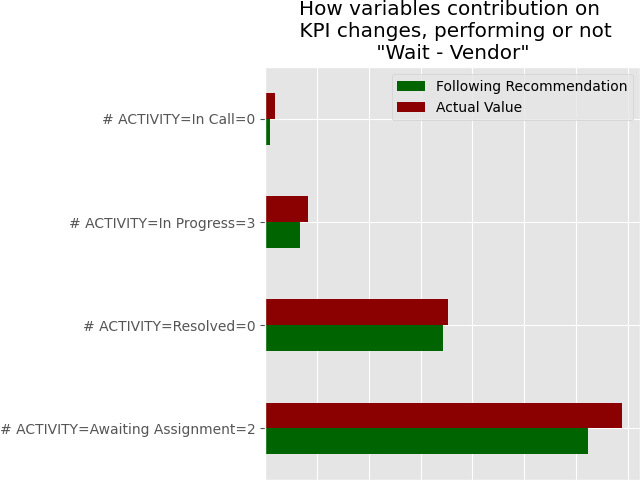 How variables contribution on
KPI changes, performing or not
"Wait - Vendor"
Following Recommendation
Actual Value
# ACTIVITY=In Call=0
# ACTIVITY=In Progress=3
# ACTIVITY=Resolved=0
# ACTIVITY=Awaiting Assignment=2